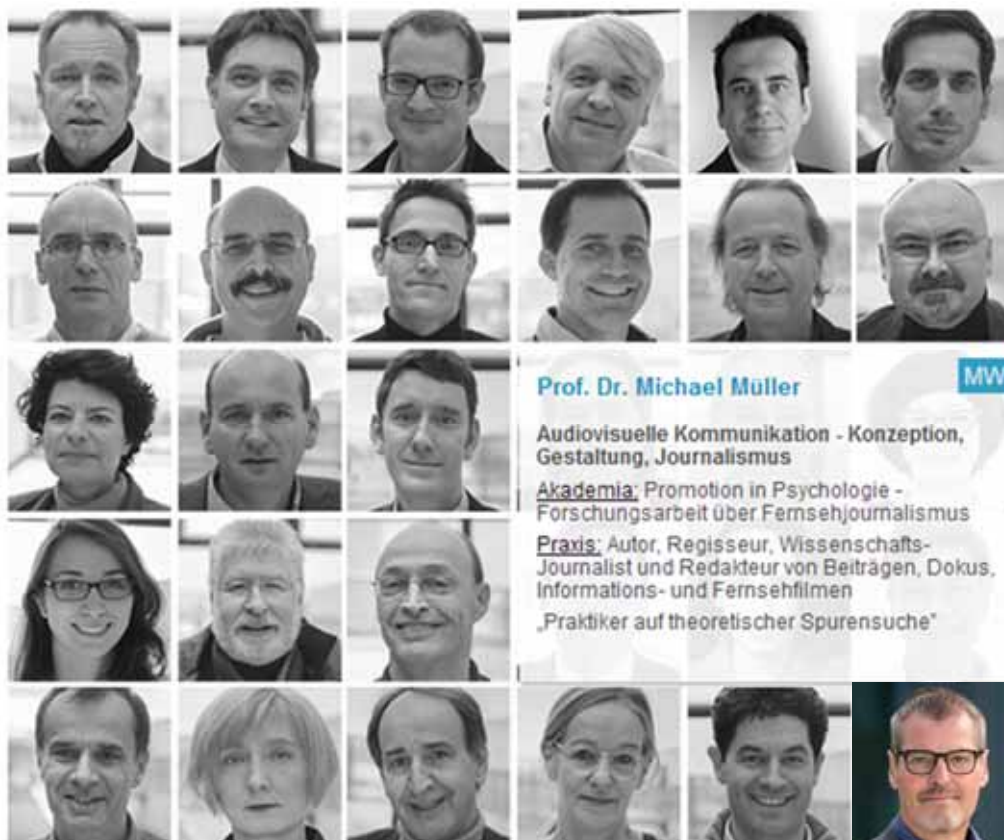 Prof. Dr. Michael Müller
MW
Audiovisuelle Kommunikation - Konzeption,
Gestaltung, Journalismus
Akademia: Promotion in Psychologie -
Forschungsarbeit über Fernsehjournalismus
Praxis: Autor, Regisseur, Wissenschafts-
Journalist und Redakteur von Beiträgen, Dokus,
Informations- und Fernsehfilmen
„Praktiker auf theoretischer Spurensuche"